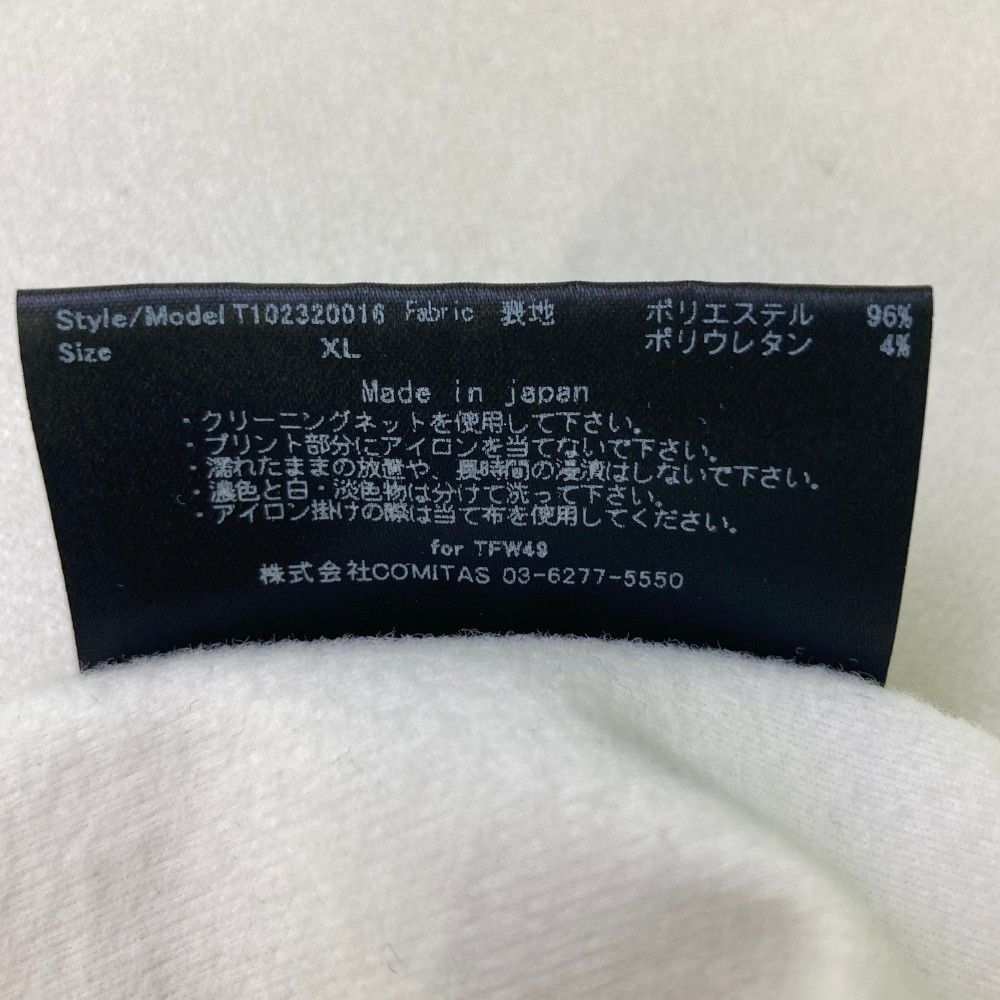 Style/Model T102320016 Fabric 表地 ポリエステル 96%
Size XL ポリウレタン 4%
Made in japan
・クリーニングネットを使用して下さい。
・プリント部分にアイロンを当てないで下さい。
・濡れたままの放置や、長時間の浸漬はしないで下さい。
・濃色と白・淡色物は分けて洗って下さい。
・アイロン掛けの際は当て布を使用してください。
for TFW49
株式会社COMITAS 03-6277-5550